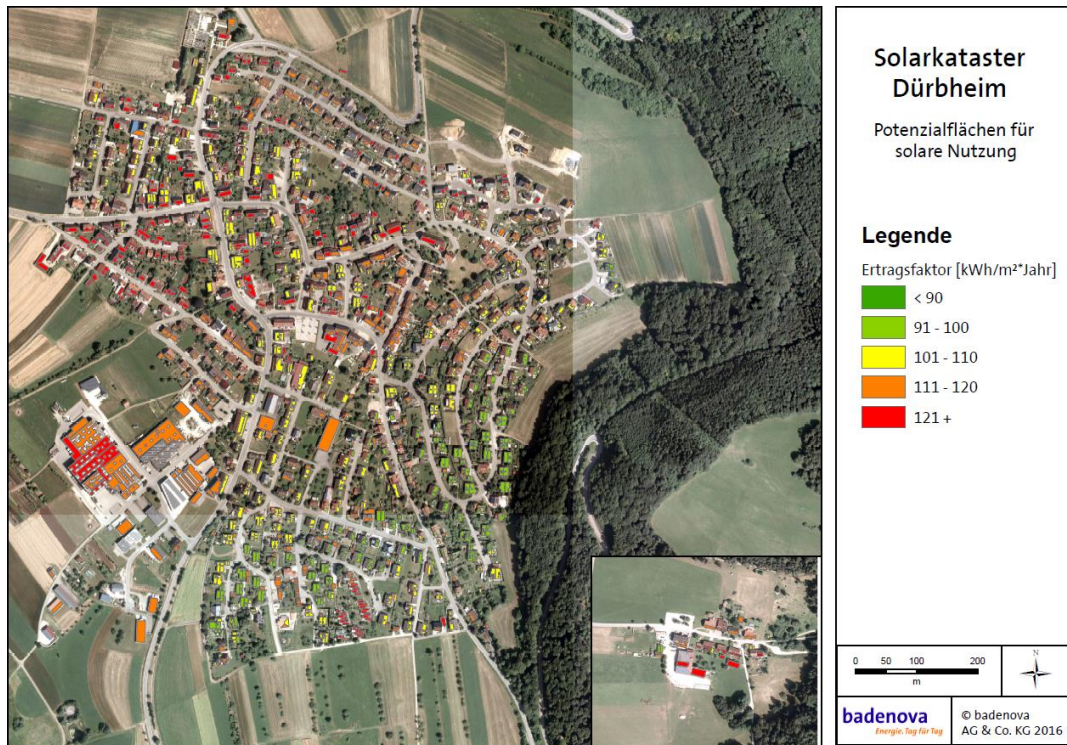 Solarkataster
Dürbheim
Potenzialflächen für
solare Nutzung
Legende
Ertragsfaktor [kWh/m²*Jahr]
< 90
91 - 100
101 - 110
111 - 120
121 +
0 50 100 200
m
N
badenova
Energie. Tag für Tag
© badenova
AG & Co. KG 2016